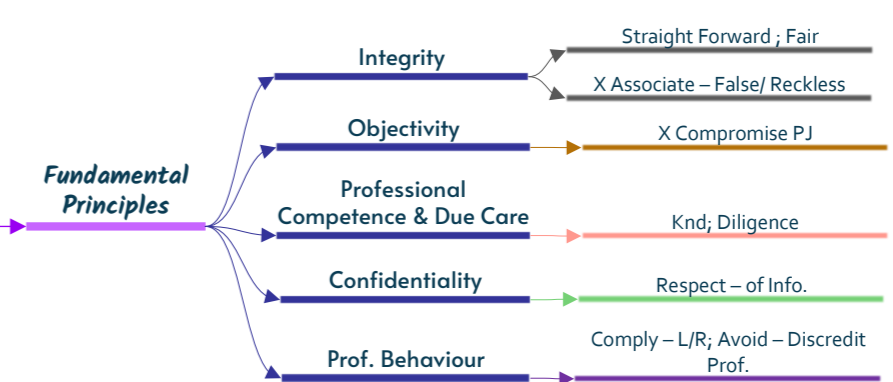 Fundamental
Principles
Integrity
Straight Forward ; Fair
X Associate – False/ Reckless
Objectivity
X Compromise PJ
Professional
Competence & Due Care
Knd; Diligence
Confidentiality
Respect – of Info.
Prof. Behaviour
Comply – L/R; Avoid – Discredit
Prof.